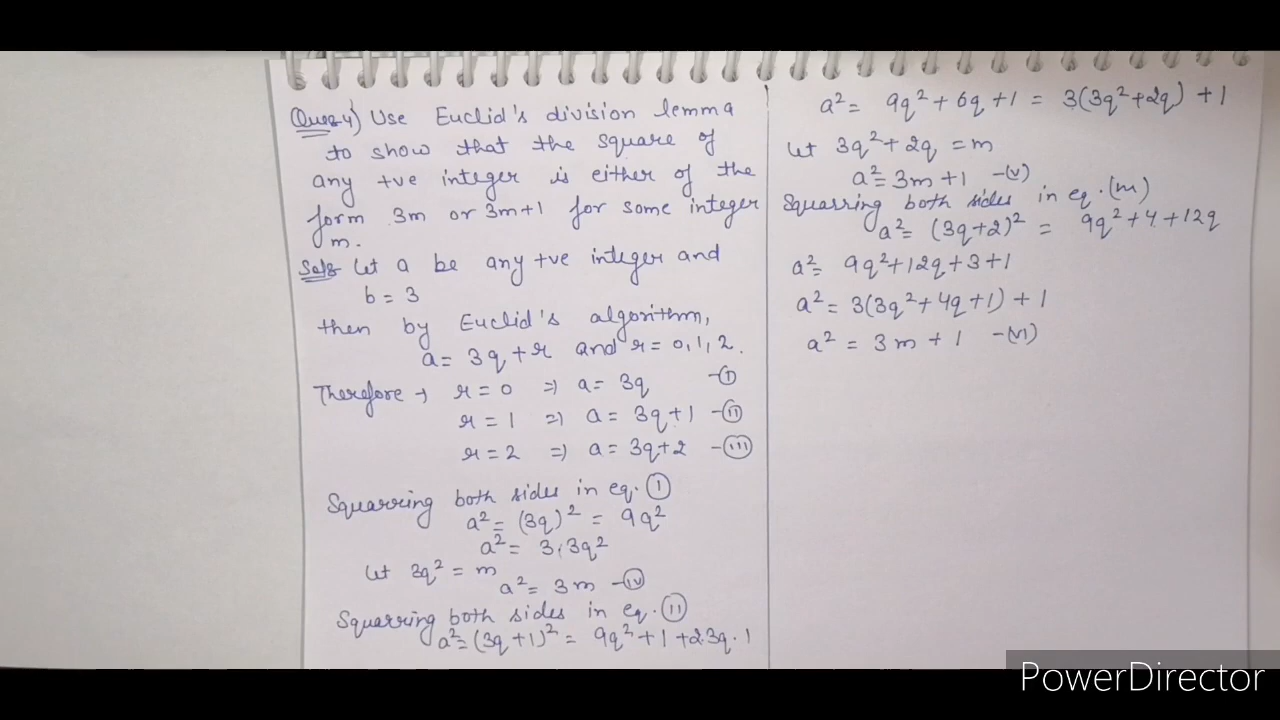 Ques 4) Use Euclid's division lemma
to show that the square of
any +ve integer is either of the
form 3m or 3m+1 for some integer
m.
Sol: Let a be any +ve integer and
b = 3
then by Euclid's algorithm,
a = 3q + r and r = 0, 1, 2.
Therefore → r = 0 ⇒ a = 3q - (I)
r = 1 ⇒ a = 3q + 1 - (II)
r = 2 ⇒ a = 3q + 2 - (III)
Squarring both sides in eq. (I)
a² = (3q)² = 9q²
a² = 3.3q²
Let 3q² = m
a² = 3m - (IV)
Squarring both sides in eq. (II)
a² = (3q + 1)² = 9q² + 1 + 2.3q.1
a² = 9q² + 6q + 1 = 3(3q² + 2q) + 1
Let 3q² + 2q = m
a² = 3m + 1 - (V)
Squarring both sides in eq. (III)
a² = (3q + 2)² = 9q² + 4 + 12q
a² = 9q² + 12q + 3 + 1
a² = 3(3q² + 4q + 1) + 1
a² = 3m + 1 - (VI)
PowerDirector